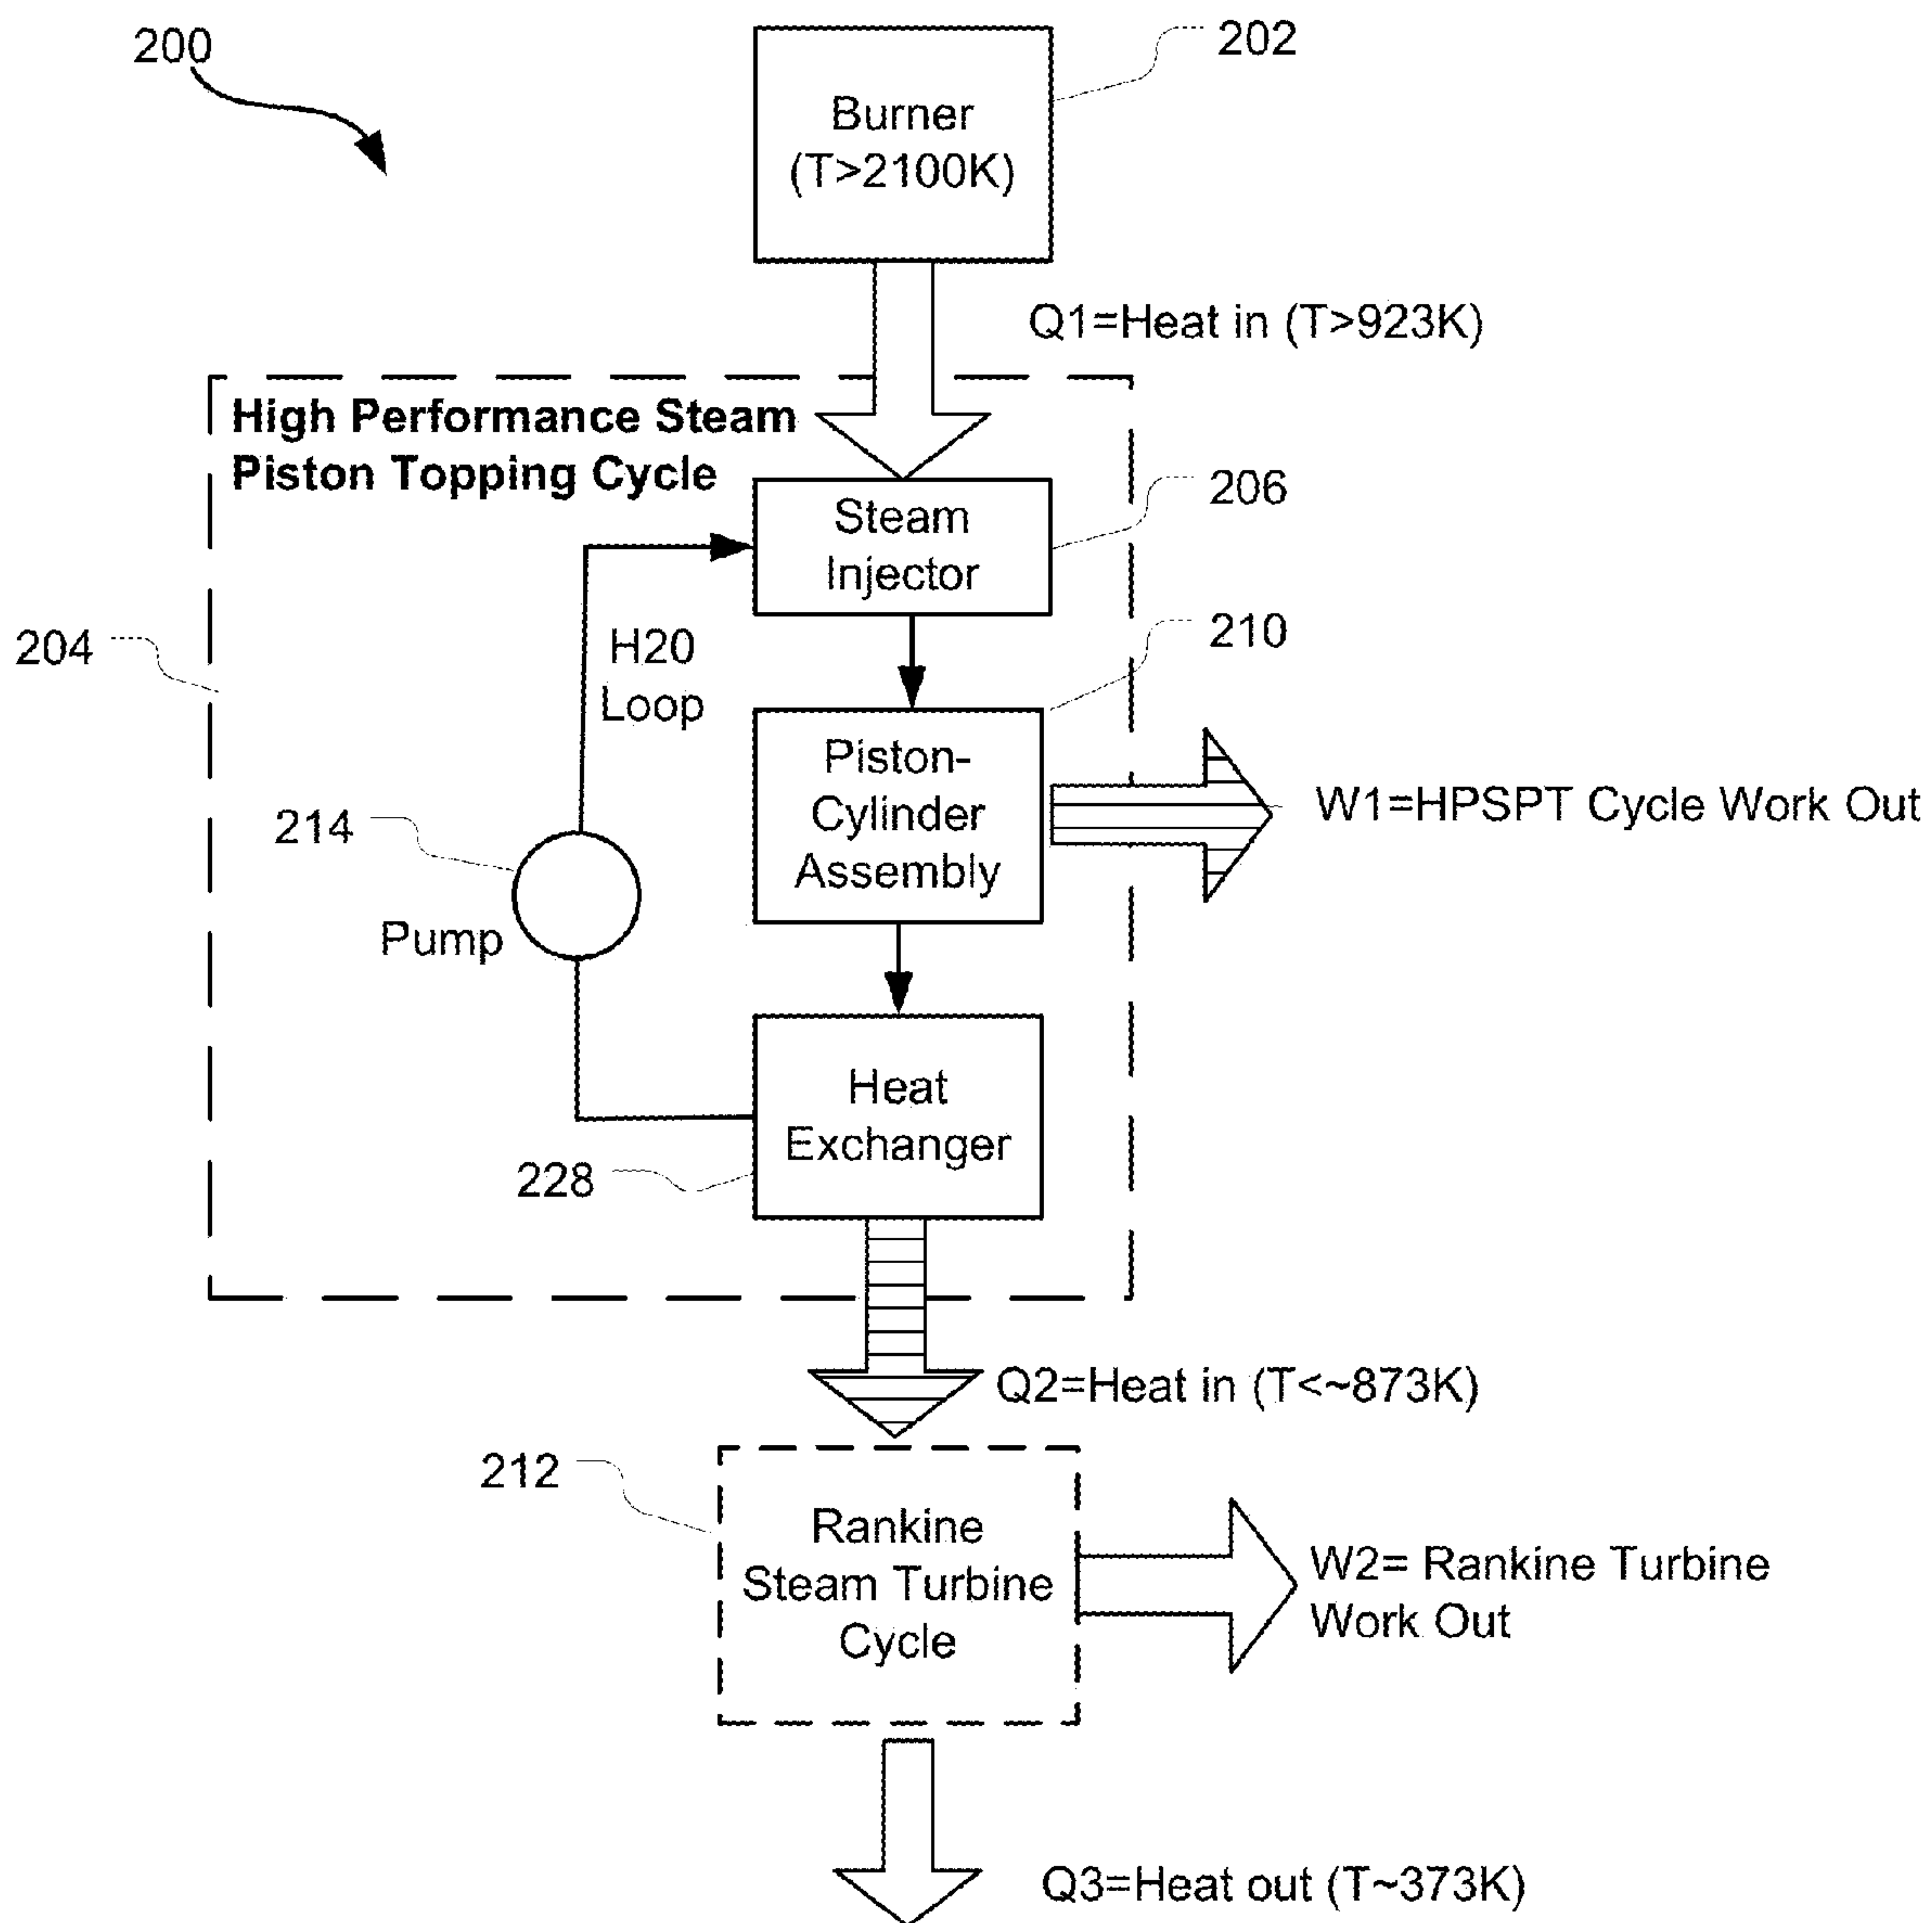 200
202
Burner
(T>2100K)
Q1=Heat in (T>923K)
High Performance Steam
Piston Topping Cycle
206
Steam
Injector
204
H20
Loop
210
Piston-
Cylinder
Assembly
W1=HPSPT Cycle Work Out
214
Pump
Heat
Exchanger
228
Q2=Heat in (T<~873K)
212
Rankine
Steam Turbine
Cycle
W2= Rankine Turbine
Work Out
Q3=Heat out (T~373K)